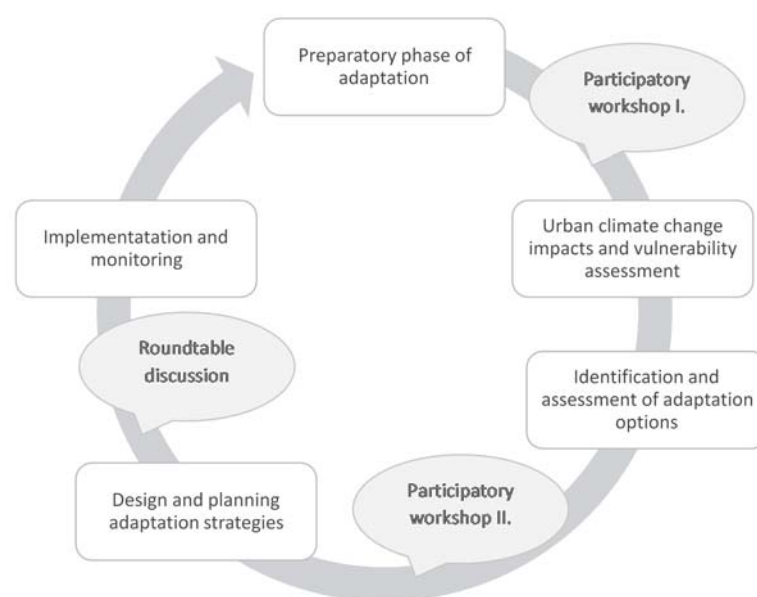 Preparatory phase of
adaptation
Participatory
workshop I.
Urban climate change
impacts and vulnerability
assessment
Identification and
assessment of adaptation
options
Participatory
workshop II.
Design and planning
adaptation strategies
Roundtable
discussion
Implementatation and
monitoring